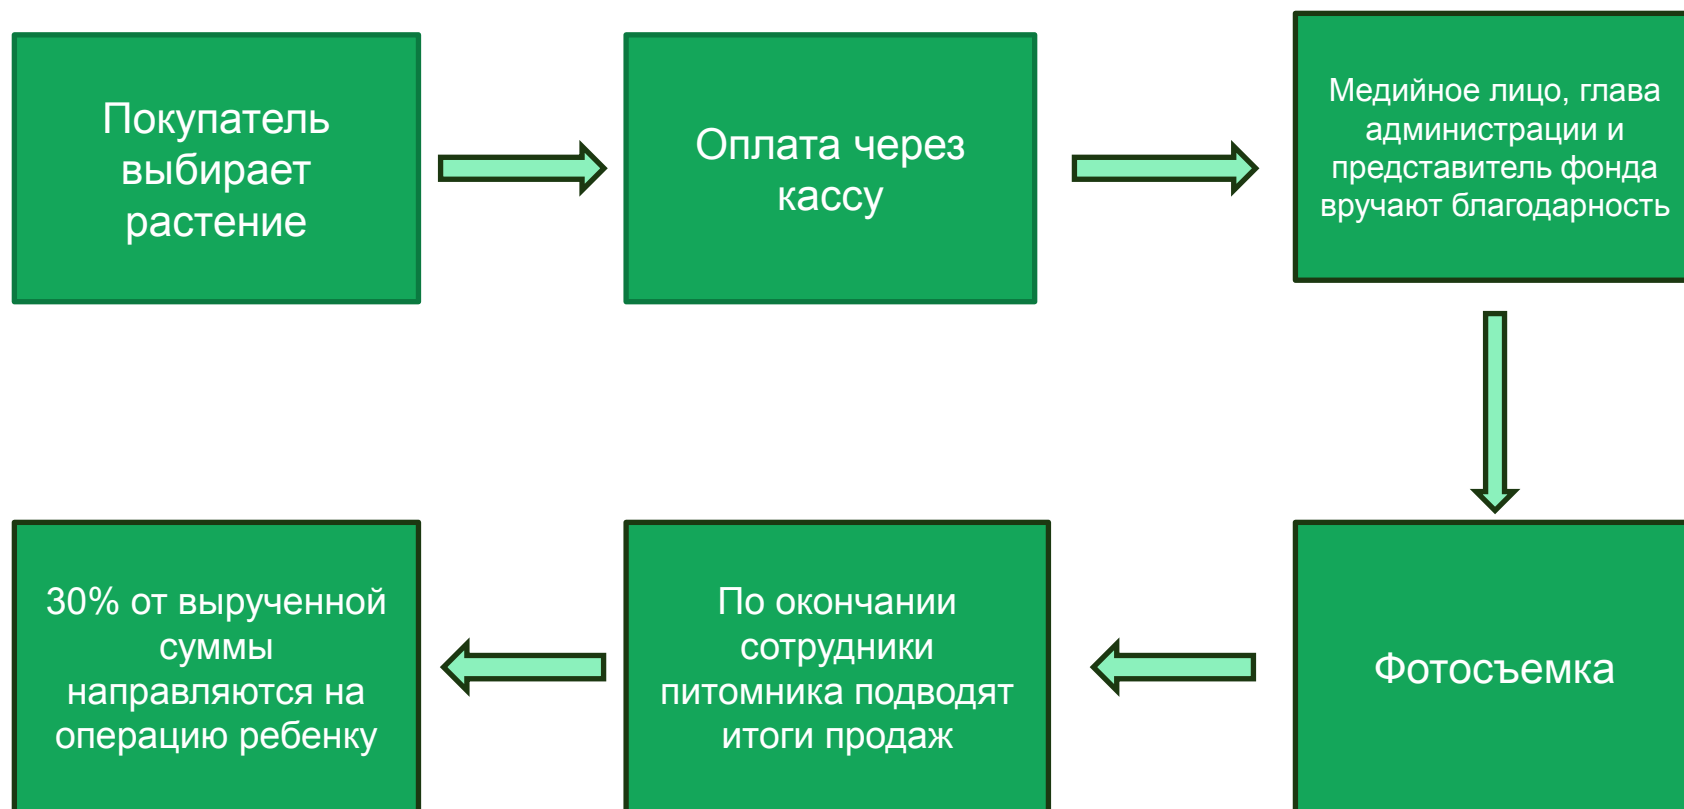 Покупатель
выбирает
растение
Оплата через
кассу
Медийное лицо, глава
администрации и
представитель фонда
вручают благодарность
Фотосъемка
По окончании
сотрудники
питомника подводят
итоги продаж
30% от вырученной
суммы
направляются на
операцию ребенку